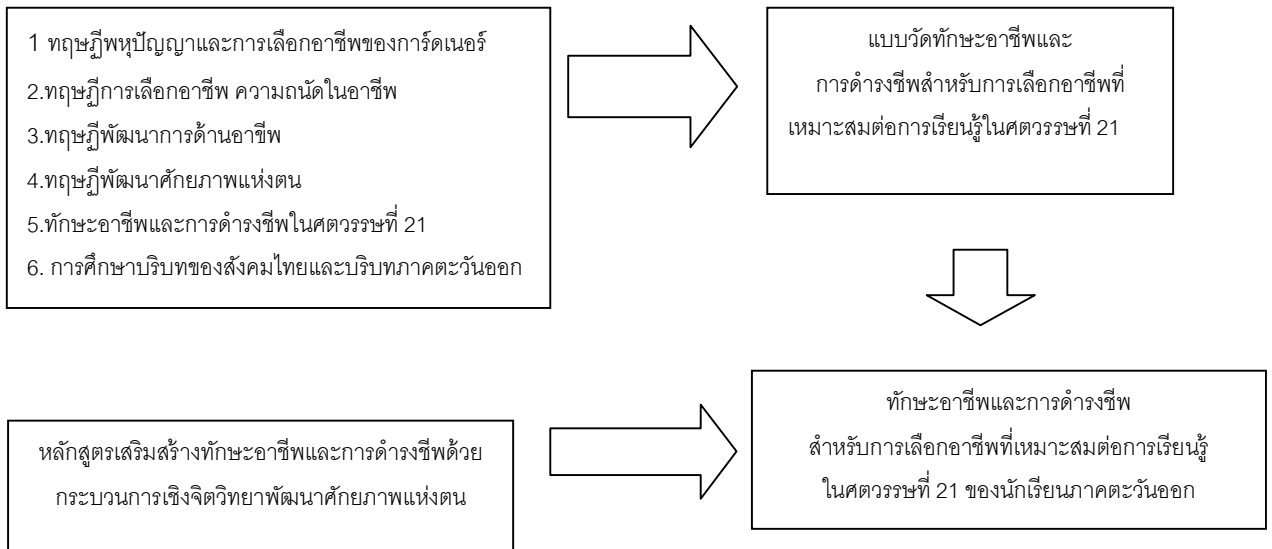 1 ทฤษฎีพหุปัญญาและการเลือกอาชีพของการ์ดเนอร์
2.ทฤษฎีการเลือกอาชีพ ความถนัดในอาชีพ
3.ทฤษฎีพัฒนาการด้านอาชีพ
4.ทฤษฎีพัฒนาศักยภาพแห่งตน
5.ทักษะอาชีพและการดำรงชีพในศตวรรษที่ 21
6. การศึกษาบริบทของสังคมไทยและบริบทภาคตะวันออก
แบบวัดทักษะอาชีพและ
การดำรงชีพสำหรับการเลือกอาชีพที่
เหมาะสมต่อการเรียนรู้ในศตวรรษที่ 21
หลักสูตรเสริมสร้างทักษะอาชีพและการดำรงชีพด้วย
กระบวนการเชิงจิตวิทยาพัฒนาศักยภาพแห่งตน
ทักษะอาชีพและการดำรงชีพ
สำหรับการเลือกอาชีพที่เหมาะสมต่อการเรียนรู้
ในศตวรรษที่ 21 ของนักเรียนภาคตะวันออก